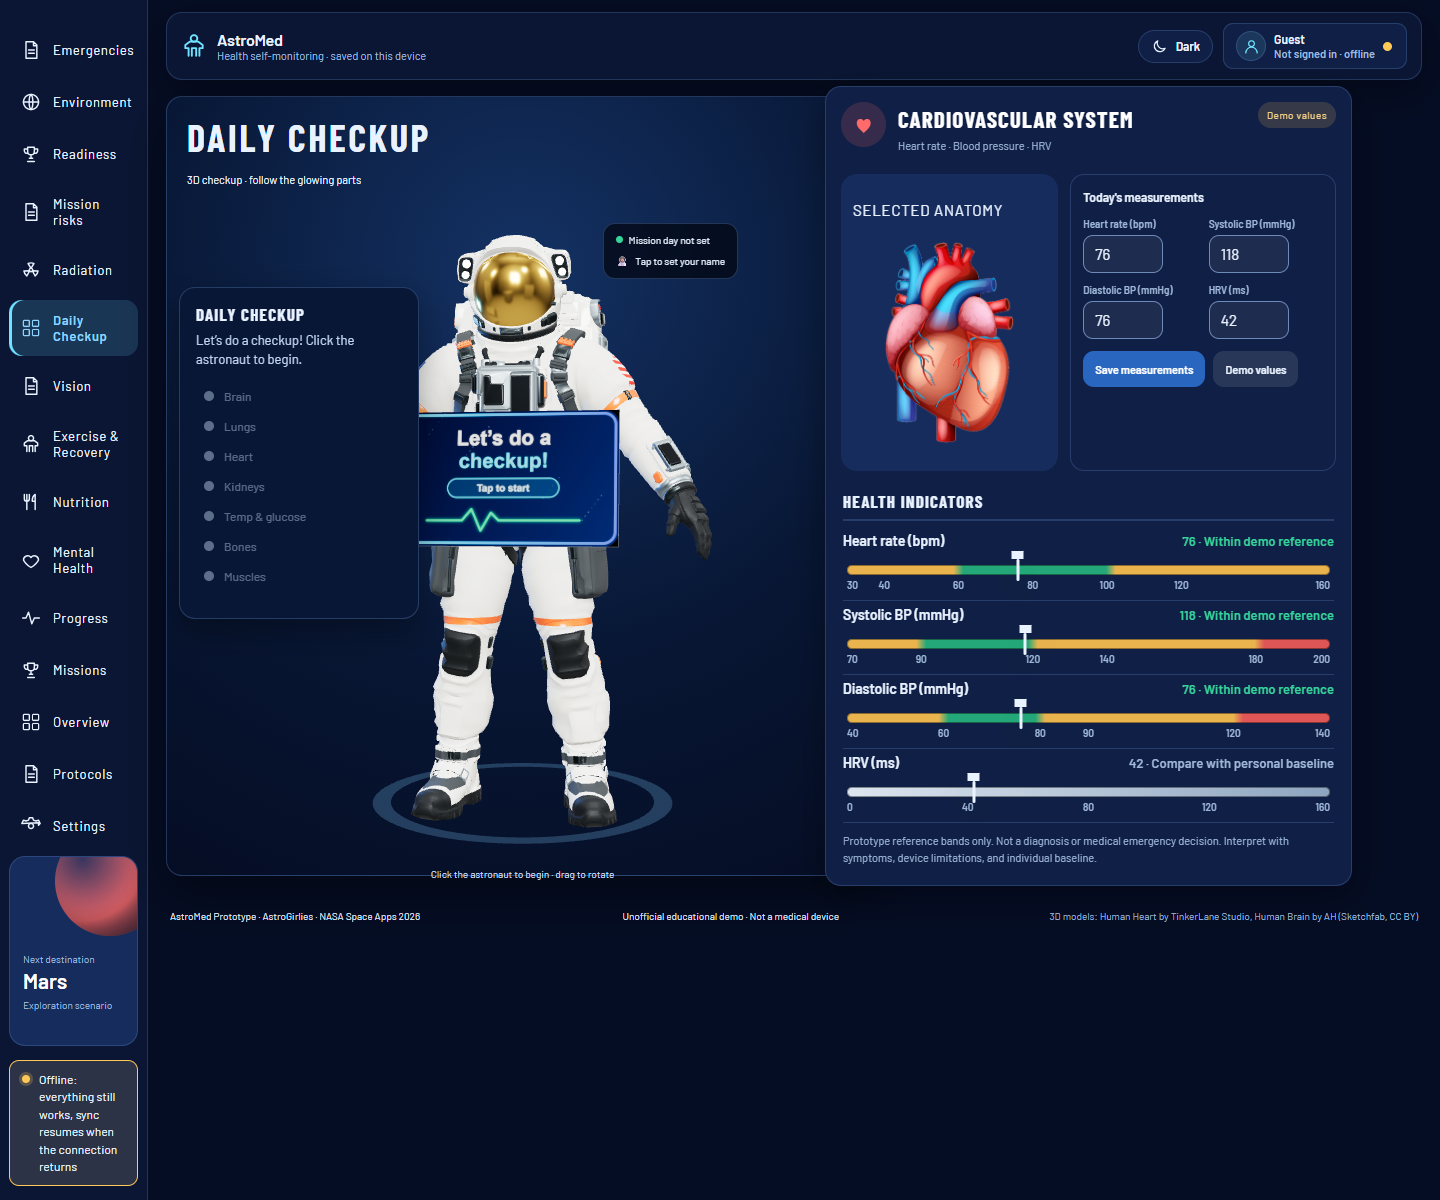 Emergencies
Environment
Readiness
Mission
risks
Radiation
Daily
Checkup
Vision
Exercise &
Recovery
Nutrition
Mental
Health
Progress
Missions
Overview
Protocols
Settings
Next destination
Mars
Exploration scenario
Offline:
everything still
works, sync
resumes when
the connection
returns
AstroMed
Health self-monitoring · saved on this device
Dark
Guest
Not signed in · offline
DAILY CHECKUP
3D checkup · follow the glowing parts
Mission day not set
Tap to set your name
DAILY CHECKUP
Let's do a checkup! Click the
astronaut to begin.
Brain
Lungs
Heart
Kidneys
Temp & glucose
Bones
Muscles
Let's do a
checkup!
Tap to start
Click the astronaut to begin · drag to rotate
CARDIOVASCULAR SYSTEM
Heart rate · Blood pressure · HRV
Demo values
SELECTED ANATOMY
Today's measurements
Heart rate (bpm) Systolic BP (mmHg)
76 118
Diastolic BP (mmHg) HRV (ms)
76 42
Save measurements Demo values
HEALTH INDICATORS
Heart rate (bpm) 76 · Within demo reference
30 40 60 80 100 120 160
Systolic BP (mmHg) 118 · Within demo reference
70 90 120 140 180 200
Diastolic BP (mmHg) 76 · Within demo reference
40 60 80 90 120 140
HRV (ms) 42 · Compare with personal baseline
0 40 80 120 160
Prototype reference bands only. Not a diagnosis or medical emergency decision. Interpret with
symptoms, device limitations, and individual baseline.
AstroMed Prototype · AstroGirlies · NASA Space Apps 2026
Unofficial educational demo · Not a medical device
3D models: Human Heart by TinkerLane Studio, Human Brain by AH (Sketchfab, CC BY)